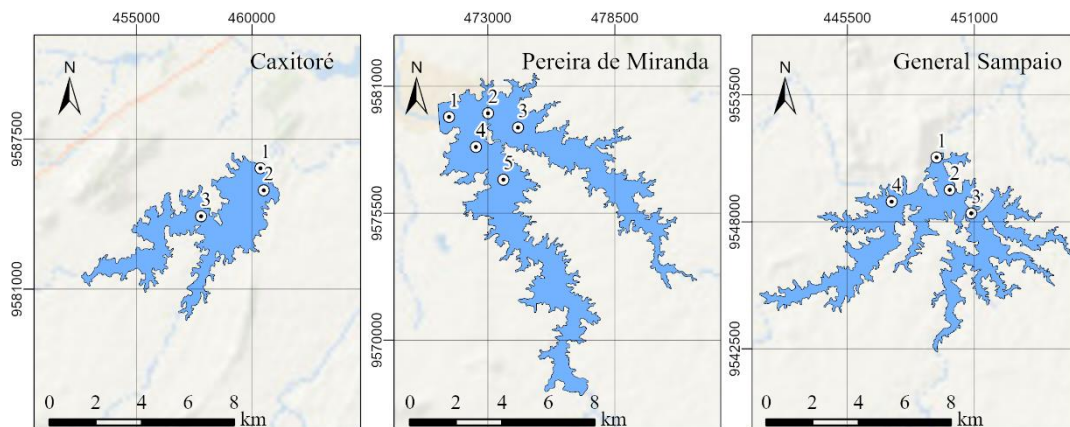 455000 460000
N
Caxitoré
9587500
9581000
1
2
3
0 2 4 6 8
km
473000 478500
N
Pereira de Miranda
9581000
9575500
9570000
1
2
3
4
5
0 2 4 6 8
km
445500 451000
N
General Sampaio
9553500
9548000
9542500
1
2
3
4
0 2 4 6 8
km